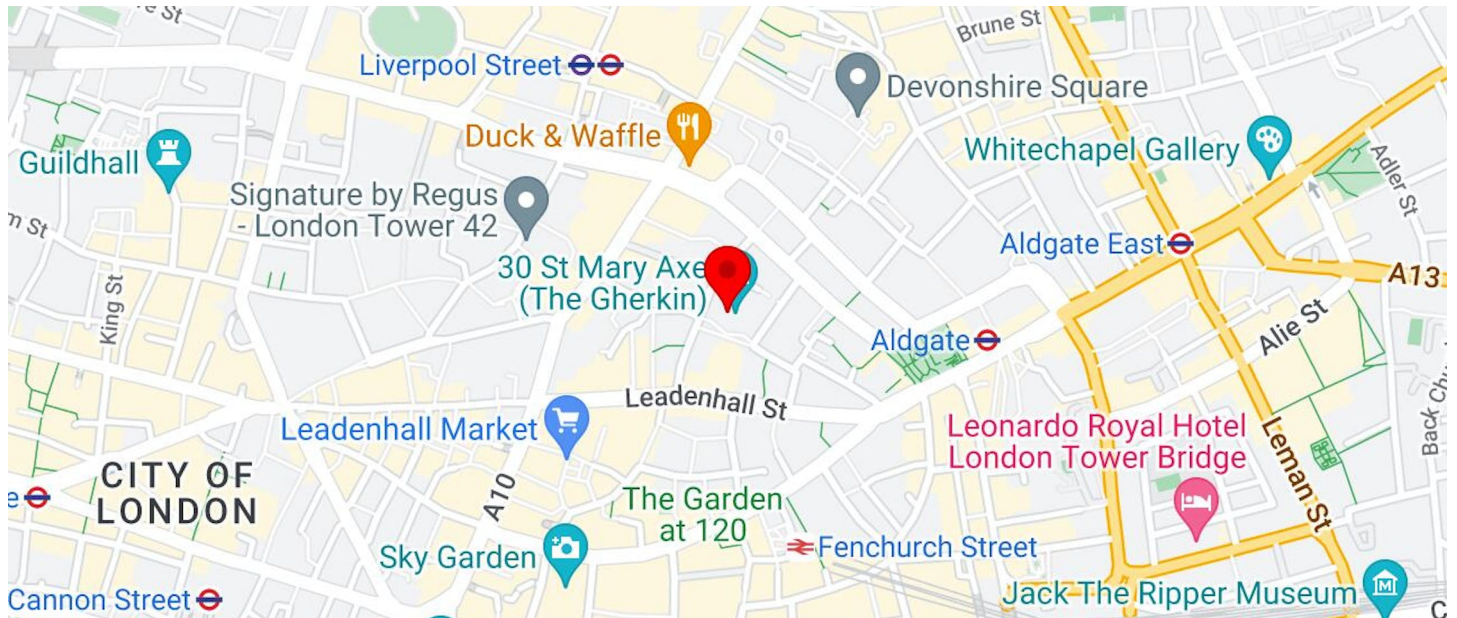 Brune St
Liverpool Street
Devonshire Square
Duck & Waffle
Whitechapel Gallery
Guildhall
Adler St
Signature by Regus
- London Tower 42
Aldgate East
30 St Mary Axe
(The Gherkin)
A13
King St
Alie St
Aldgate
Leadenhall St
Leadenhall Market
Leonardo Royal Hotel
London Tower Bridge
Leman St
Back
CITY OF
LONDON
A10
The Garden
at 120
Sky Garden
Fenchurch Street
Jack The Ripper Museum
M
Cannon Street